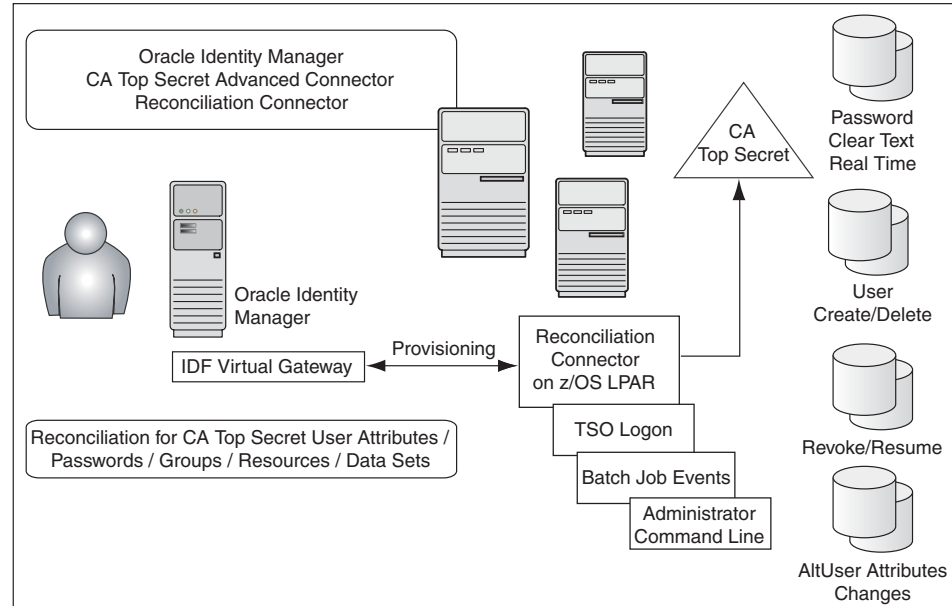 Oracle Identity Manager
CA Top Secret Advanced Connector
Reconciliation Connector
CA
Top Secret
Password
Clear Text
Real Time
User
Create/Delete
Oracle Identity
Manager
IDF Virtual Gateway
Provisioning
Reconciliation
Connector
on z/OS LPAR
Reconciliation for CA Top Secret User Attributes /
Passwords / Groups / Resources / Data Sets
TSO Logon
Batch Job Events
Administrator
Command Line
Revoke/Resume
AltUser Attributes
Changes